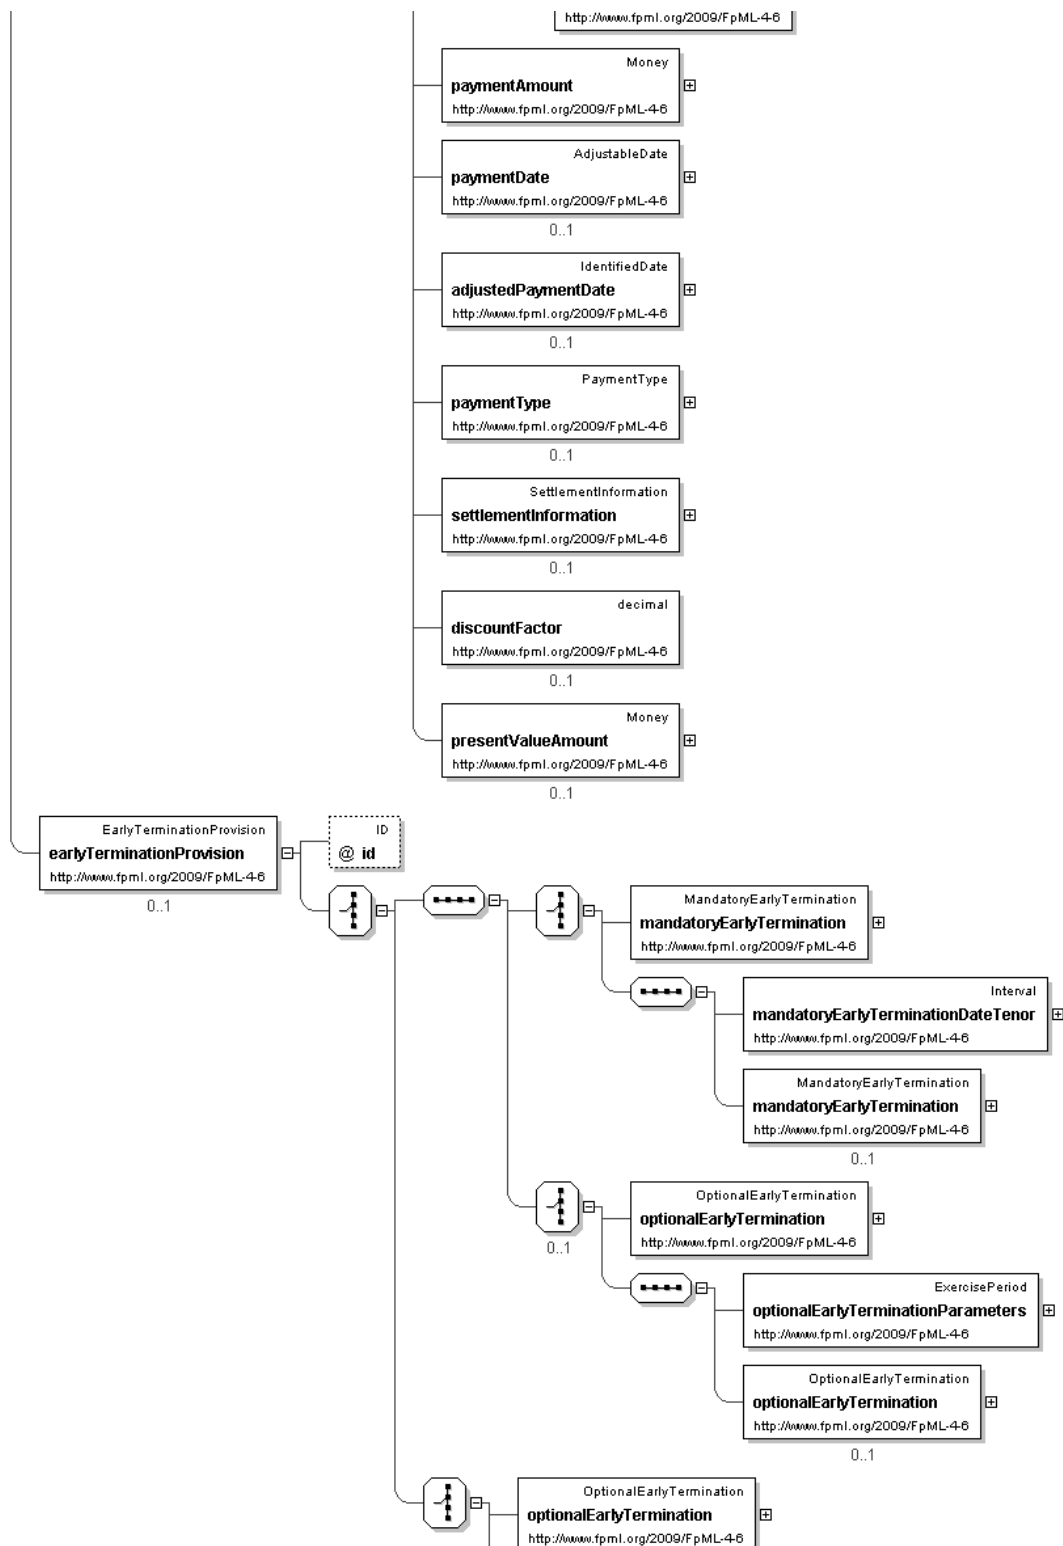 http://www.fpml.org/2009/FpML-4-6
Money
paymentAmount
http://www.fpml.org/2009/FpML-4-6
AdjustableDate
paymentDate
http://www.fpml.org/2009/FpML-4-6
0..1
IdentifiedDate
adjustedPaymentDate
http://www.fpml.org/2009/FpML-4-6
0..1
PaymentType
paymentType
http://www.fpml.org/2009/FpML-4-6
0..1
SettlementInformation
settlementInformation
http://www.fpml.org/2009/FpML-4-6
0..1
decimal
discountFactor
http://www.fpml.org/2009/FpML-4-6
0..1
Money
presentValueAmount
http://www.fpml.org/2009/FpML-4-6
0..1
EarlyTerminationProvision
earlyTerminationProvision
http://www.fpml.org/2009/FpML-4-6
0..1
ID
@ id
MandatoryEarlyTermination
mandatoryEarlyTermination
http://www.fpml.org/2009/FpML-4-6
Interval
mandatoryEarlyTerminationDateTenor
http://www.fpml.org/2009/FpML-4-6
MandatoryEarlyTermination
mandatoryEarlyTermination
http://www.fpml.org/2009/FpML-4-6
0..1
0..1
OptionalEarlyTermination
optionalEarlyTermination
http://www.fpml.org/2009/FpML-4-6
ExercisePeriod
optionalEarlyTerminationParameters
http://www.fpml.org/2009/FpML-4-6
OptionalEarlyTermination
optionalEarlyTermination
http://www.fpml.org/2009/FpML-4-6
0..1
OptionalEarlyTermination
optionalEarlyTermination
http://www.fpml.org/2009/FpML-4-6